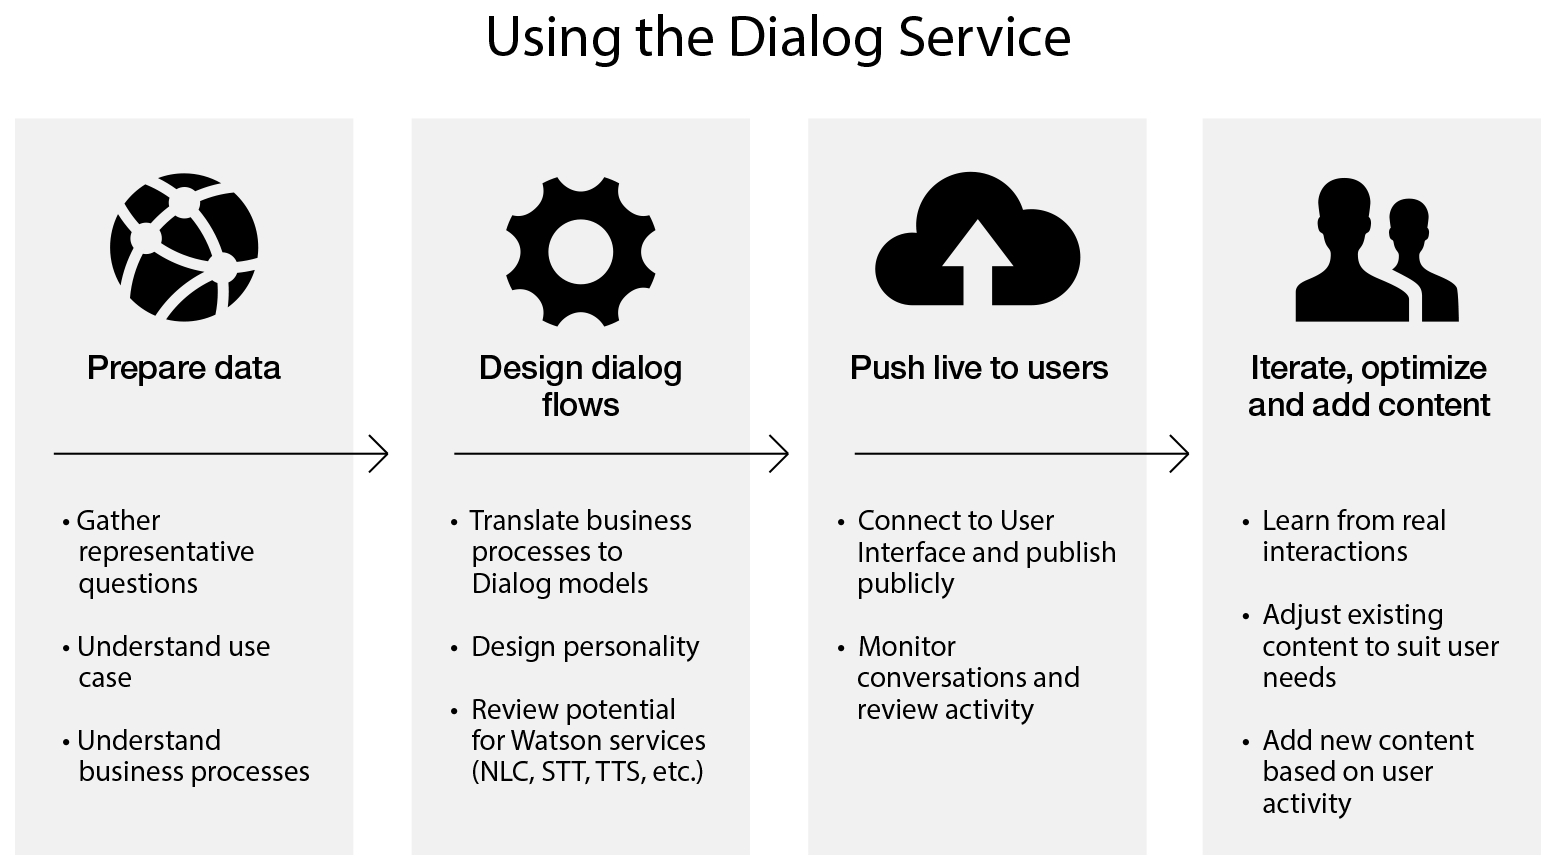 Using the Dialog Service
Prepare data
• Gather
representative
questions
• Understand use
case
• Understand
business processes
Design dialog
flows
• Translate business
processes to
Dialog models
• Design personality
• Review potential
for Watson services
(NLC, STT, TTS, etc.)
Push live to users
• Connect to User
Interface and publish
publicly
• Monitor
conversations and
review activity
Iterate, optimize
and add content
• Learn from real
interactions
• Adjust existing
content to suit user
needs
• Add new content
based on user
activity